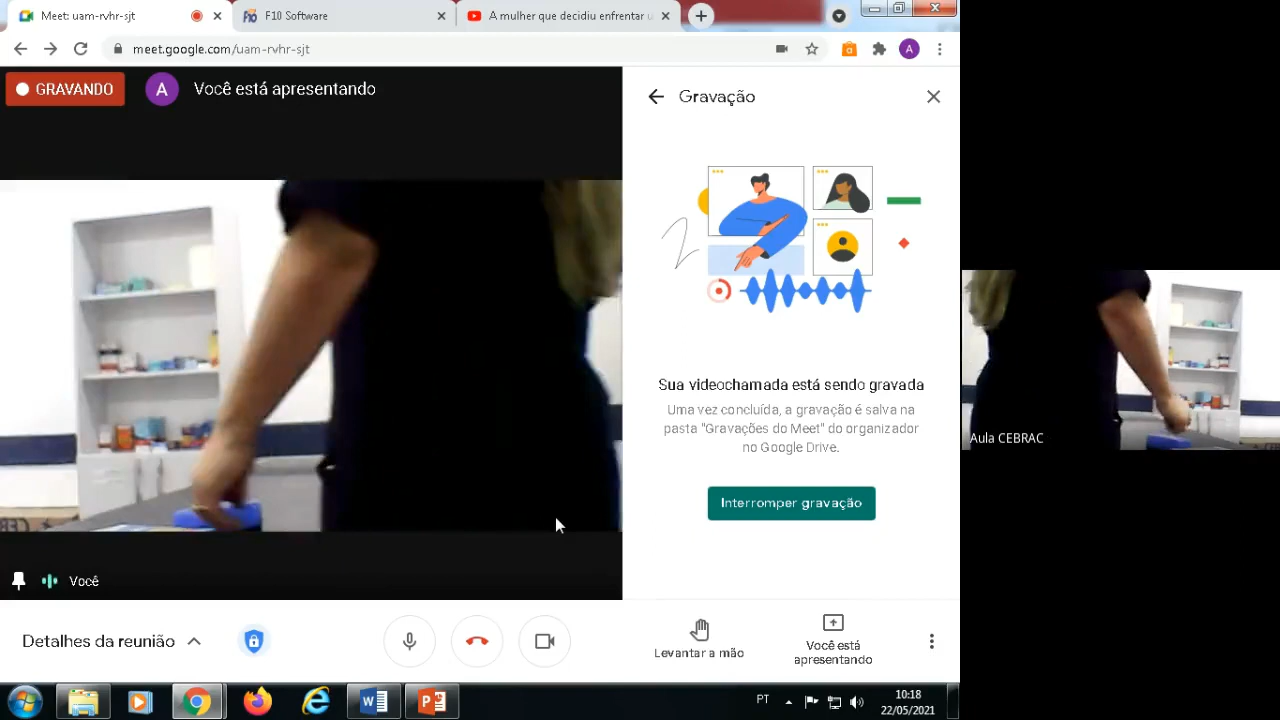 Meet: uam-rvhr-sjt
F10 Software
A mulher que decidiu enfrentar u
meet.google.com/uam-rvhr-sjt
A
GRAVANDO
A
Você está apresentando
Gravação
Sua videochamada está sendo gravada
Uma vez concluída, a gravação é salva na
pasta "Gravações do Meet" do organizador
no Google Drive.
Interromper gravação
Aula CEBRAC
Você
Detalhes da reunião
Levantar a mão
Você está
apresentando
PT
10:18
22/05/2021